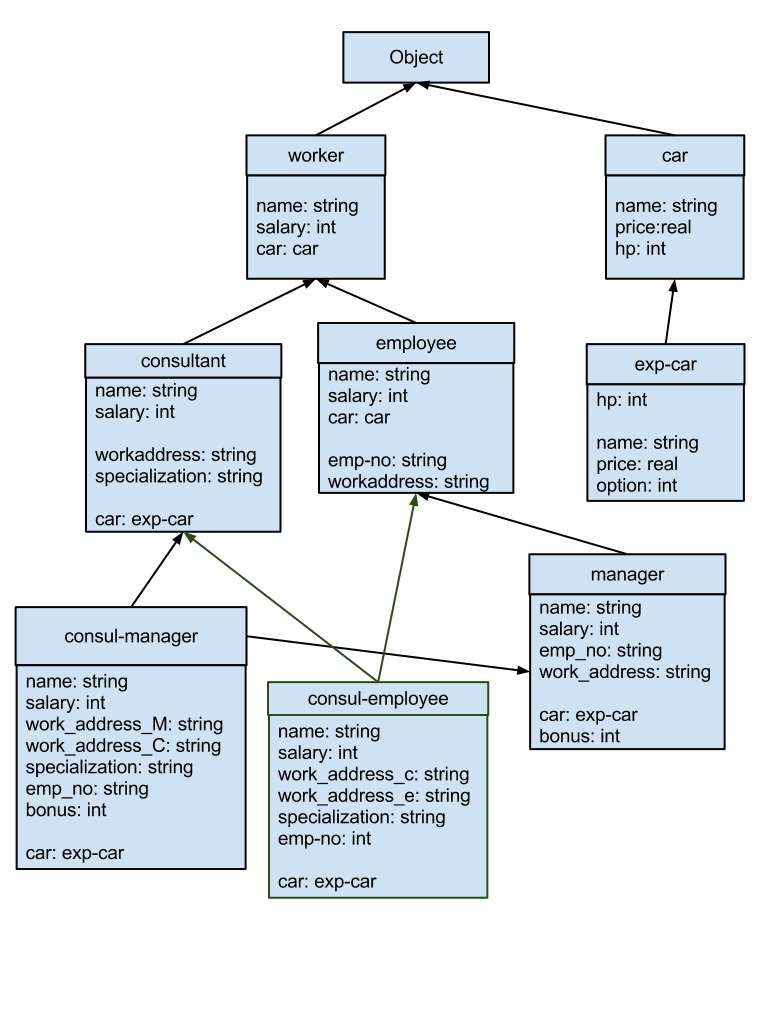 Object
worker
name: string
salary: int
car: car
car
name: string
price:real
hp: int
consultant
name: string
salary: int
workaddress: string
specialization: string
car: exp-car
employee
name: string
salary: int
car: car
emp-no: string
workaddress: string
exp-car
hp: int
name: string
price: real
option: int
consul-manager
name: string
salary: int
work_address_M: string
work_address_C: string
specialization: string
emp_no: string
bonus: int
car: exp-car
consul-employee
name: string
salary: int
work_address_c: string
work_address_e: string
specialization: string
emp-no: int
car: exp-car
manager
name: string
salary: int
emp_no: string
work_address: string
car: exp-car
bonus: int